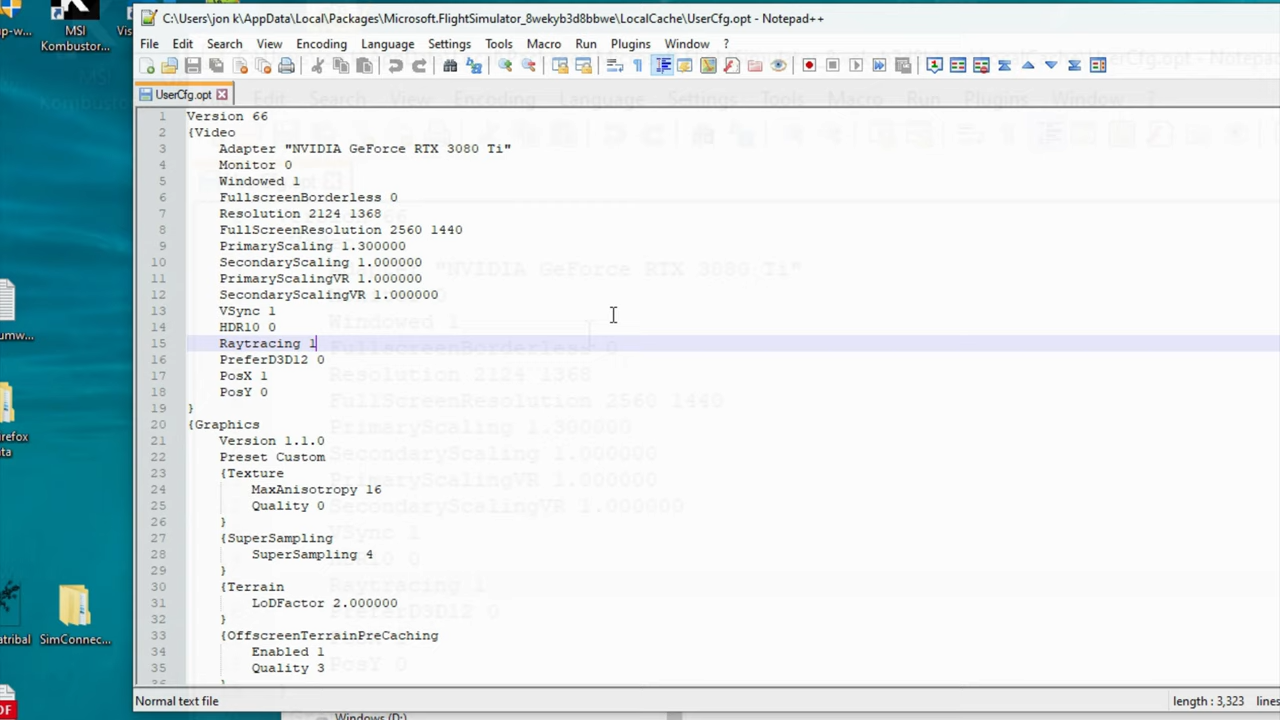 C:\Users\jon k\AppData\Local\Packages\Microsoft.FlightSimulator_8wekyb3d8bbwe\LocalCache\UserCfg.opt - Notepad++
File Edit Search View Encoding Language Settings Tools Macro Run Plugins Window ?
UserCfg.opt
1 Version 66
2 {Video
3 Adapter "NVIDIA GeForce RTX 3080 Ti"
4 Monitor 0
5 Windowed 1
6 FullscreenBorderless 0
7 Resolution 2124 1368
8 FullScreenResolution 2560 1440
9 PrimaryScaling 1.300000
10 SecondaryScaling 1.000000
11 PrimaryScalingVR 1.000000
12 SecondaryScalingVR 1.000000
13 VSync 1
14 HDR10 0
15 Raytracing 1
16 PreferD3D12 0
17 PosX 1
18 PosY 0
19 }
20 {Graphics
21 Version 1.1.0
22 Preset Custom
23 {Texture
24 MaxAnisotropy 16
25 Quality 0
26 }
27 {SuperSampling
28 SuperSampling 4
29 }
30 {Terrain
31 LoDFactor 2.000000
32 }
33 {OffscreenTerrainPreCaching
34 Enabled 1
35 Quality 3
Normal text file
length : 3,323 lines
MSI
Kombustor...
SimConnec...
Windows (D:)